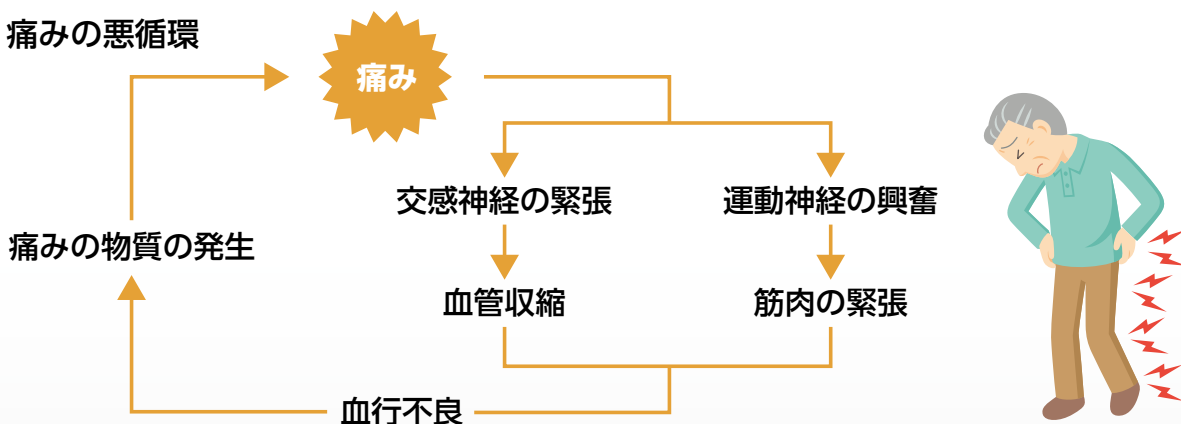 痛みの悪循環
痛み
交感神経の緊張
運動神経の興奮
痛みの物質の発生
血管収縮
筋肉の緊張
血行不良